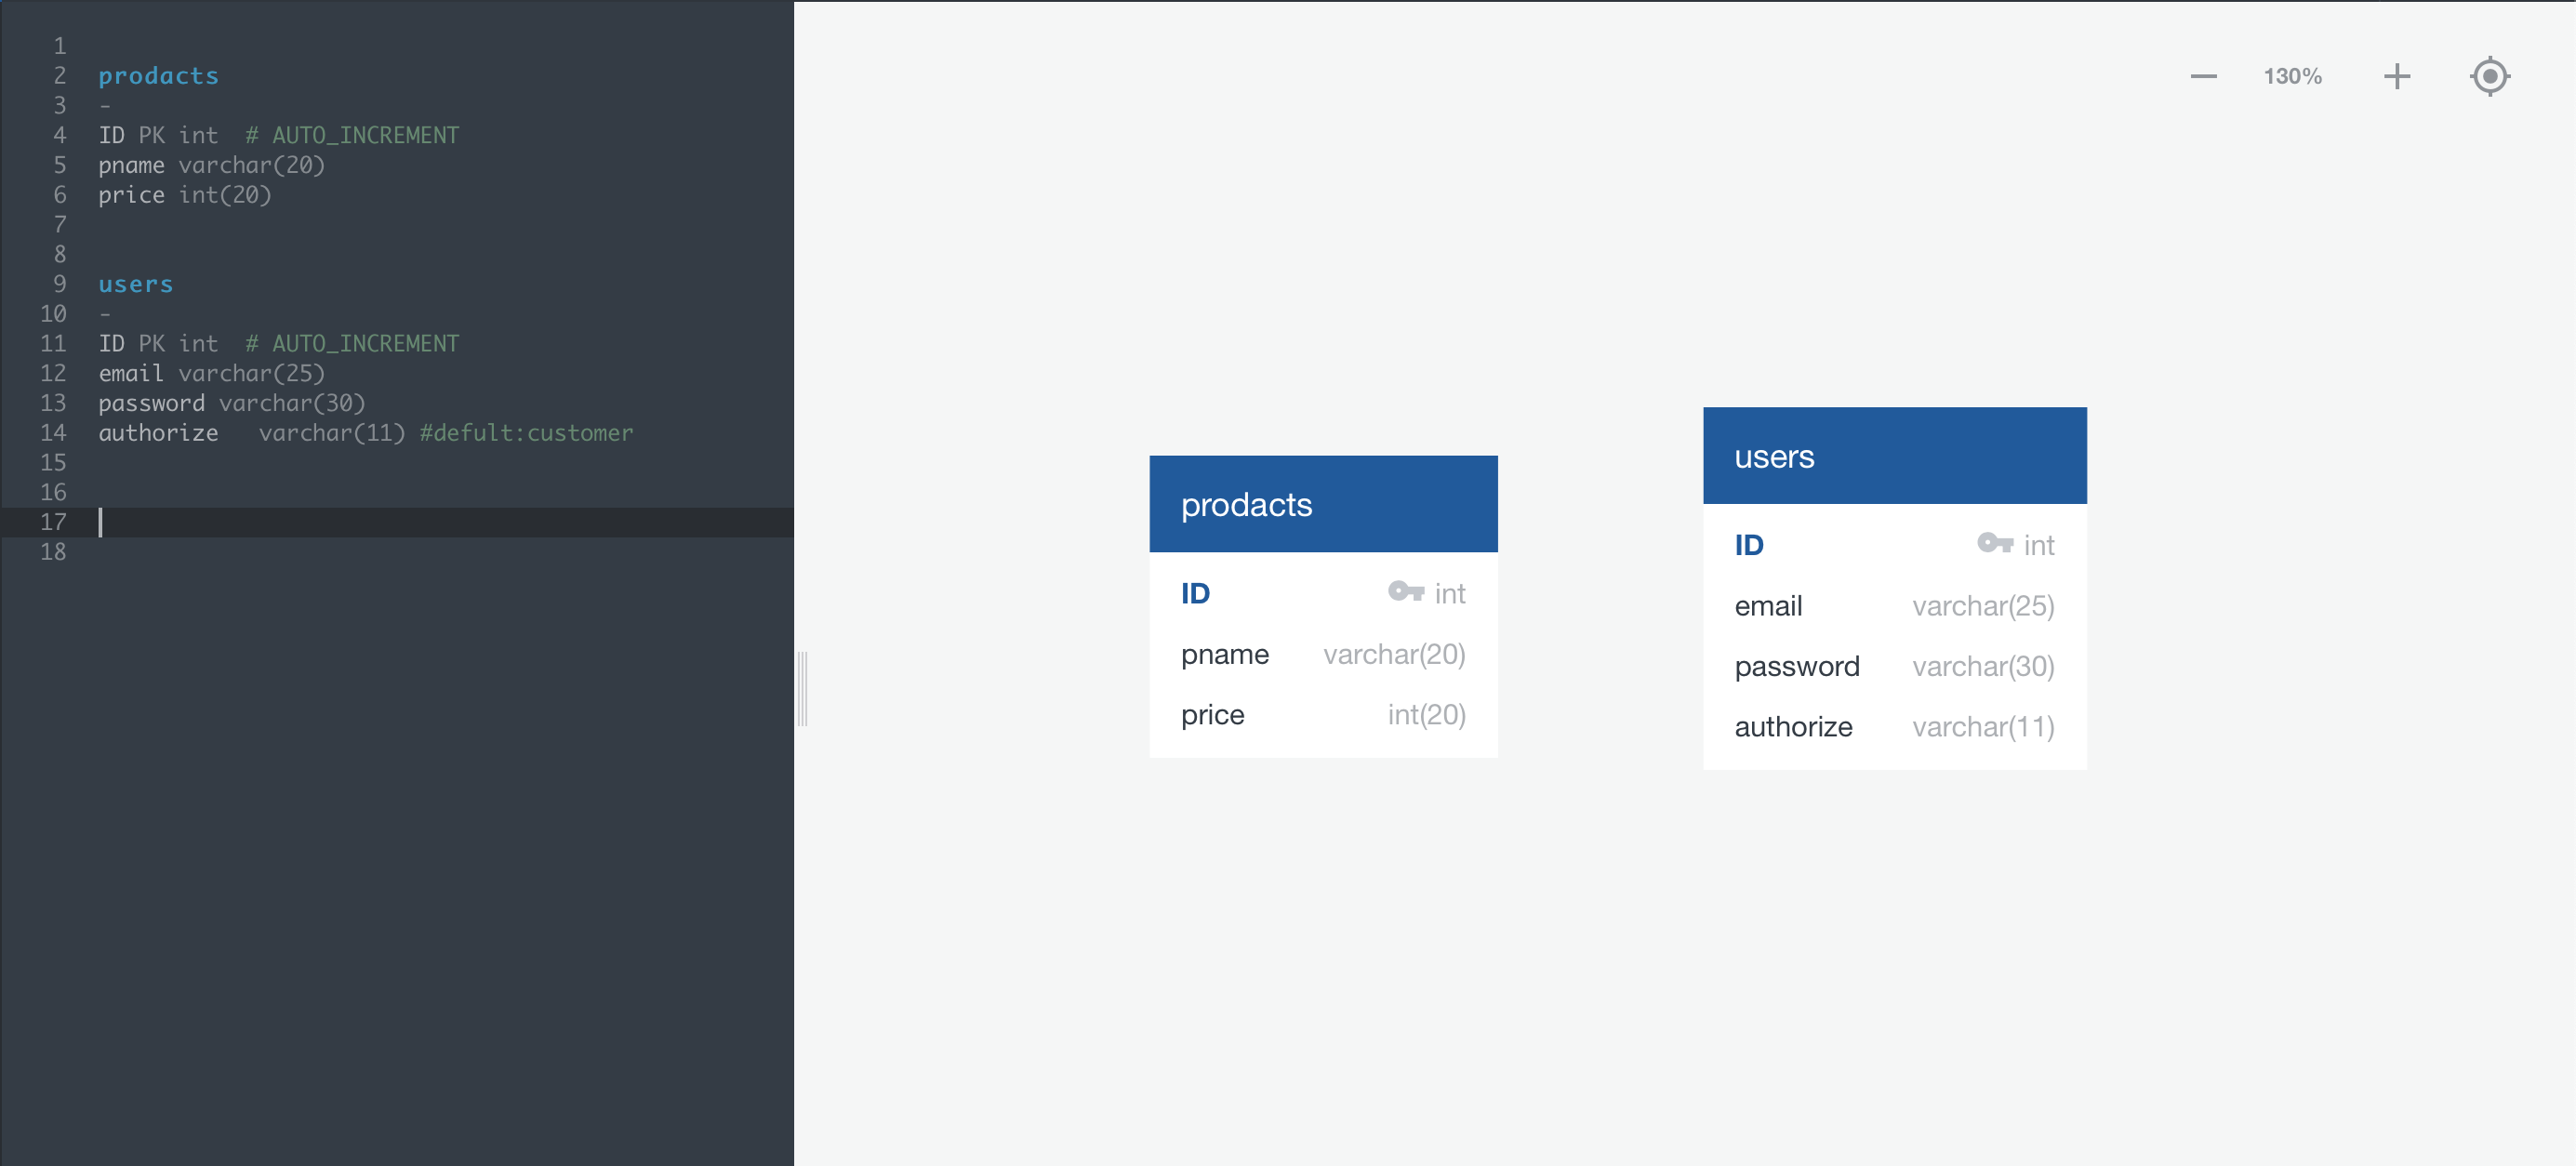 1
2 prodacts
3 -
4 ID PK int  # AUTO_INCREMENT
5 pname varchar(20)
6 price int(20)
7
8
9 users
10 -
11 ID PK int  # AUTO_INCREMENT
12 email varchar(25)
13 password varchar(30)
14 authorize   varchar(11) #defult:customer
15
16
17
18
130%
prodacts
ID int
pname varchar(20)
price int(20)
users
ID int
email varchar(25)
password varchar(30)
authorize varchar(11)